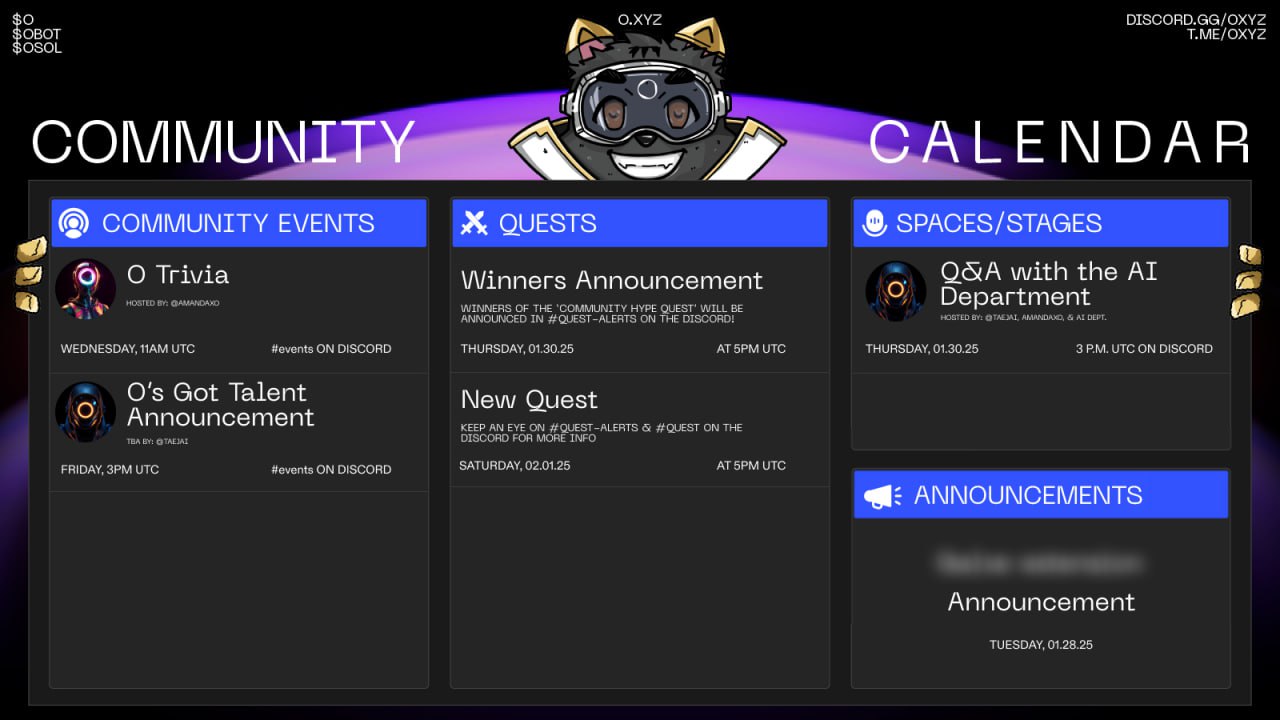 $O
$OBOT
$OSOL
O.XYZ
DISCORD.GG/OXYZ
T.ME/OXYZ
COMMUNITY
CALENDAR
COMMUNITY EVENTS
O Trivia
HOSTED BY: @AMANDAXO
WEDNESDAY, 11AM UTC
#events ON DISCORD
O's Got Talent
Announcement
TBA BY: @TAEJAI
FRIDAY, 3PM UTC
#events ON DISCORD
QUESTS
Winners Announcement
WINNERS OF THE 'COMMUNITY HYPE QUEST' WILL BE
ANNOUNCED IN #QUEST-ALERTS ON THE DISCORD!
THURSDAY, 01.30.25
AT 5PM UTC
New Quest
KEEP AN EYE ON #QUEST-ALERTS & #QUEST ON THE
DISCORD FOR MORE INFO
SATURDAY, 02.01.25
AT 5PM UTC
SPACES/STAGES
Q&A with the AI
Department
HOSTED BY: @TAEJAI, AMANDAXO, & AI DEPT.
THURSDAY, 01.30.25
3 P.M. UTC ON DISCORD
ANNOUNCEMENTS
Announcement
TUESDAY, 01.28.25